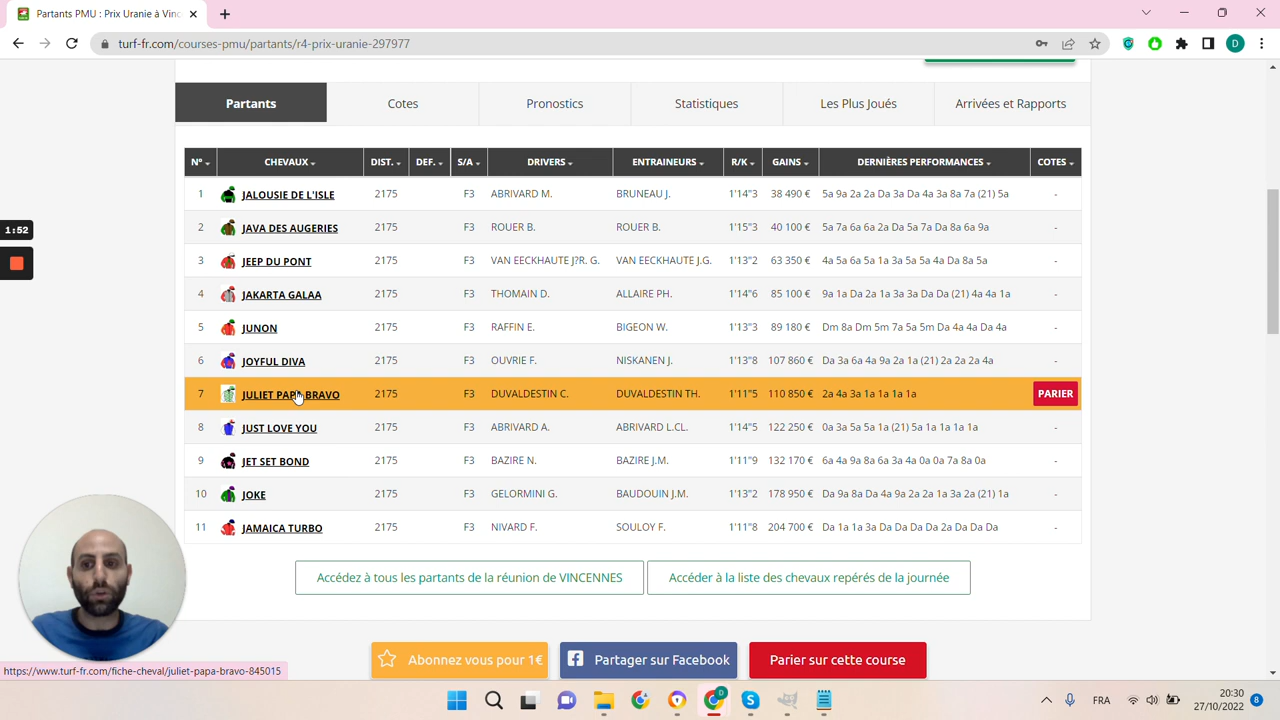 Partants PMU : Prix Uranie à Vinc
turf-fr.com/courses-pmu/partants/r4-prix-uranie-297977
D
Partants Cotes Pronostics Statistiques Les Plus Joués Arrivées et Rapports
N° CHEVAUX DIST. DEF. S/A DRIVERS ENTRAINEURS R/K GAINS DERNIÈRES PERFORMANCES COTES
1 JALOUSIE DE L'ISLE 2175 F3 ABRIVARD M. BRUNEAU J. 1'14"3 38 490 € 5a 9a 2a 2a Da 3a Da 4a 3a 8a 7a (21) 5a -
2 JAVA DES AUGERIES 2175 F3 ROUER B. ROUER B. 1'15"3 40 100 € 5a 7a 6a 6a 2a Da 5a 7a Da 8a 6a 9a -
3 JEEP DU PONT 2175 F3 VAN EECKHAUTE J?R. G. VAN EECKHAUTE J.G. 1'13"2 63 350 € 4a 5a 6a 5a 1a 3a 5a 5a 4a Da 8a 5a -
4 JAKARTA GALAA 2175 F3 THOMAIN D. ALLAIRE PH. 1'14"6 85 100 € 9a 1a Da 2a 1a 3a 3a Da Da (21) 4a 4a 1a -
5 JUNON 2175 F3 RAFFIN E. BIGEON W. 1'13"3 89 180 € Dm 8a Dm 5m 7a 5a 5m Da 4a 4a Da 4a -
6 JOYFUL DIVA 2175 F3 OUVRIE F. NISKANEN J. 1'13"8 107 860 € Da 3a 6a 4a 9a 2a 1a (21) 2a 2a 2a 4a -
7 JULIET PAPA BRAVO 2175 F3 DUVALDESTIN C. DUVALDESTIN TH. 1'11"5 110 850 € 2a 4a 3a 1a 1a 1a 1a PARIER
8 JUST LOVE YOU 2175 F3 ABRIVARD A. ABRIVARD L.CL. 1'14"5 122 250 € 0a 3a 5a 5a 1a (21) 5a 1a 1a 1a 1a -
9 JET SET BOND 2175 F3 BAZIRE N. BAZIRE J.M. 1'11"9 132 170 € 6a 4a 9a 8a 6a 3a 4a 0a 0a 7a 8a 0a -
10 JOKE 2175 F3 GELORMINI G. BAUDOUIN J.M. 1'13"2 178 950 € Da 9a 8a Da 4a 9a 2a 2a 1a 3a 2a (21) 1a -
11 JAMAICA TURBO 2175 F3 NIVARD F. SOULOY F. 1'11"8 204 700 € Da 1a 1a 3a Da Da Da Da 2a Da Da Da -
1:52
Accédez à tous les partants de la réunion de VINCENNES Accéder à la liste des chevaux repérés de la journée
Abonnez vous pour 1€ Partager sur Facebook Parier sur cette course
https://www.turf-fr.com/fiche-cheval/juliet-papa-bravo-845015
FRA 20:30
27/10/2022 8